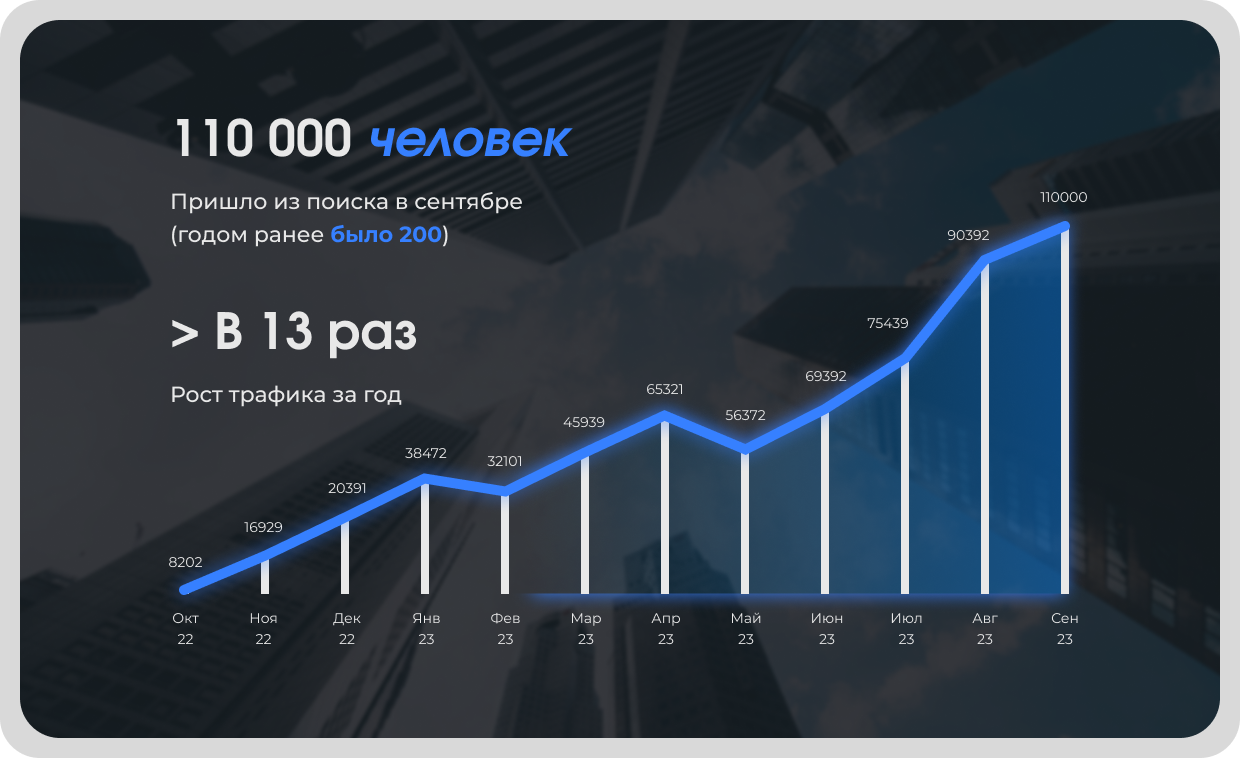 110 000 человек
Пришло из поиска в сентябре
(годом ранее было 200)
> В 13 раз
Рост трафика за год
8202
16929
20391
38472
32101
45939
65321
56372
69392
75439
90392
110000
Окт
22
Ноя
22
Дек
22
Янв
23
Фев
23
Мар
23
Апр
23
Май
23
Июн
23
Июл
23
Авг
23
Сен
23